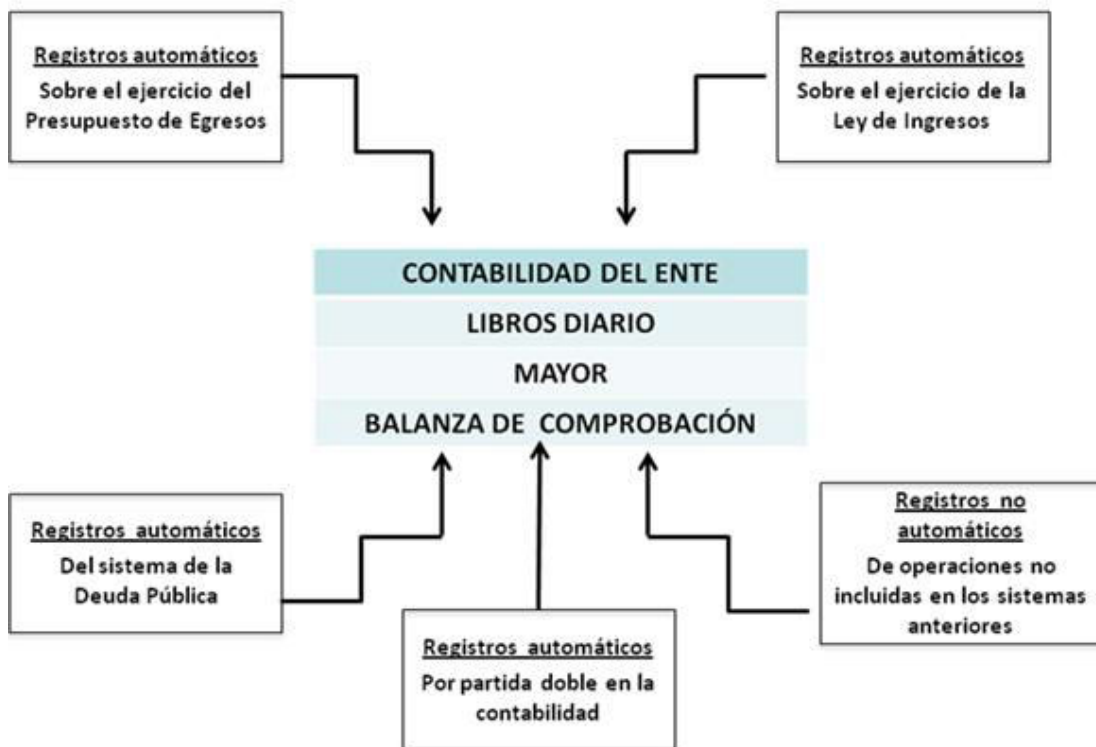 Registros automáticos
Sobre el ejercicio del
Presupuesto de Egresos
Registros automáticos
Sobre el ejercicio de la
Ley de Ingresos
CONTABILIDAD DEL ENTE
LIBROS DIARIO
MAYOR
BALANZA DE COMPROBACIÓN
Registros automáticos
Del sistema de la
Deuda Pública
Registros automáticos
Por partida doble en la
contabilidad
Registros no
automáticos
De operaciones no
incluidas en los sistemas
anteriores